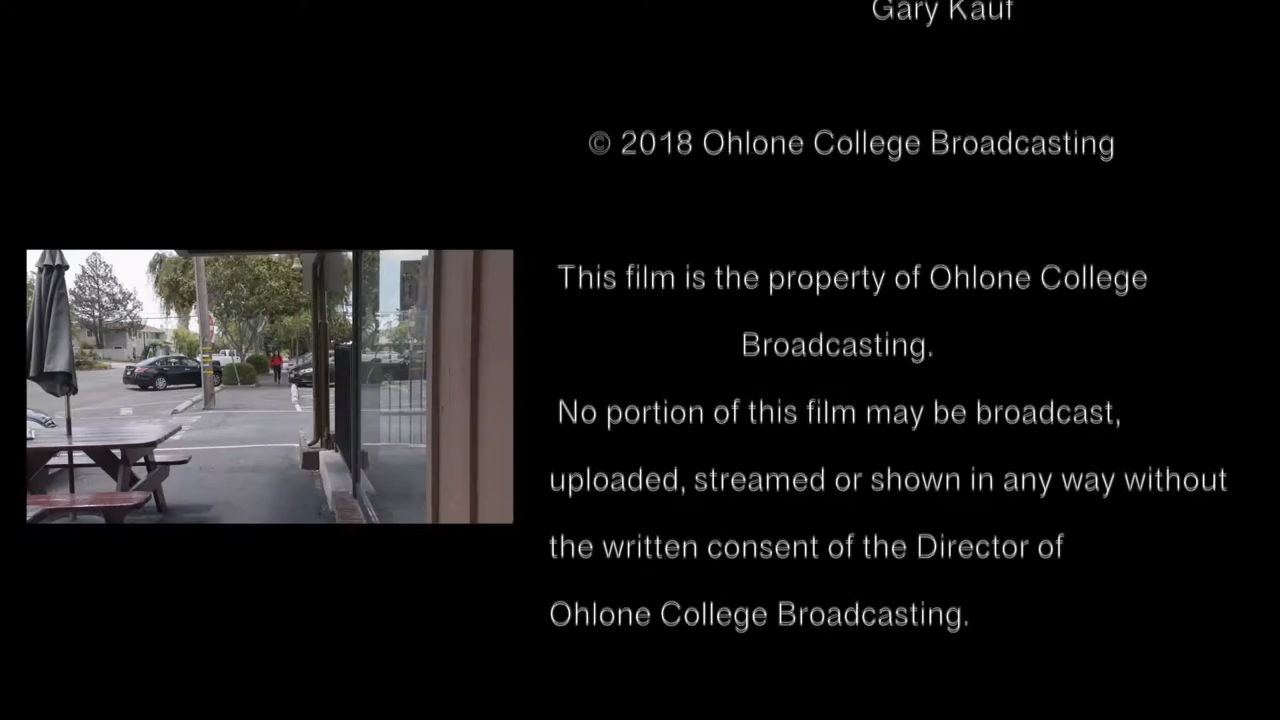 Gary Kauf
© 2018 Ohlone College Broadcasting
This film is the property of Ohlone College
Broadcasting.
No portion of this film may be broadcast,
uploaded, streamed or shown in any way without
the written consent of the Director of
Ohlone College Broadcasting.